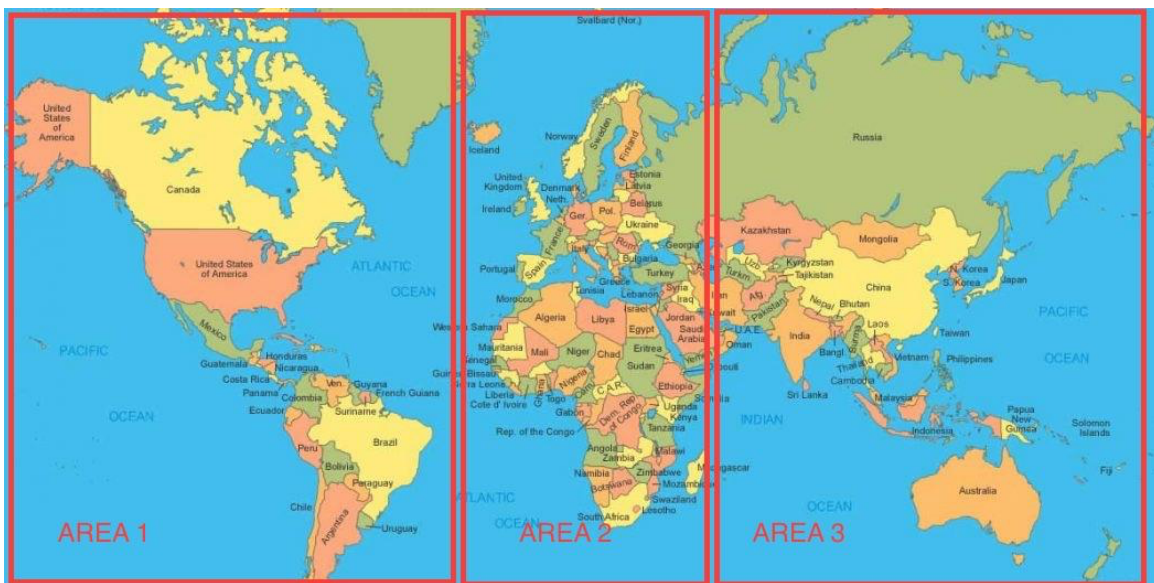 United
States
of
America
Canada
United States
of America
Mexico
Guatemala
Honduras
Nicaragua
Costa Rica
Panama
Ven.
Guyana
French Guiana
Colombia
Suriname
Ecuador
Peru
Brazil
Bolivia
Paraguay
Chile
Argentina
Uruguay
PACIFIC
OCEAN
ATLANTIC
OCEAN
AREA 1
Svalbard (Nor.)
Iceland
Norway
Sweden
Finland
United
Kingdom
Denmark
Estonia
Latvia
Neth.
Ireland
Ger.
Pol.
Belarus
Ukraine
France
Rom.
Italy
Bulgaria
Georgia
Portugal
Spain
Greece
Turkey
Tunisia
Lebanon
Syria
Iraq
Morocco
Israel
Jordan
Kuwait
Algeria
Libya
Egypt
Saudi
Arabia
Western Sahara
Mauritania
Mali
Niger
Chad
Sudan
Eritrea
Yemen
Senegal
Guinea Bissau
Sierra Leona
Liberia
Cote d' Ivoire
Ghana
Togo
Nigeria
Cam.
C.A.R.
Ethiopia
Djibouti
Somalia
Gabon
Rep. of the Congo
Dem. Rep.
of Congo
Uganda
Kenya
Tanzania
Angola
Zambia
Malawi
Namibia
Botswana
Zimbabwe
Mozambique
Madagascar
Swaziland
Lesotho
South Africa
ATLANTIC
OCEAN
AREA 2
Russia
Kazakhstan
Mongolia
Uzb.
Kyrgyzstan
Turkm.
Tajikistan
N. Korea
S. Korea
Japan
China
Iran
Afg.
Pakistan
Nepal
Bhutan
U.A.E.
Oman
India
Bangl.
Burma
Laos
Taiwan
Thailand
Vietnam
Cambodia
Philippines
Sri Lanka
Malaysia
Indonesia
Papua
New
Guinea
Solomon
Islands
Fiji
Australia
INDIAN
OCEAN
PACIFIC
OCEAN
AREA 3